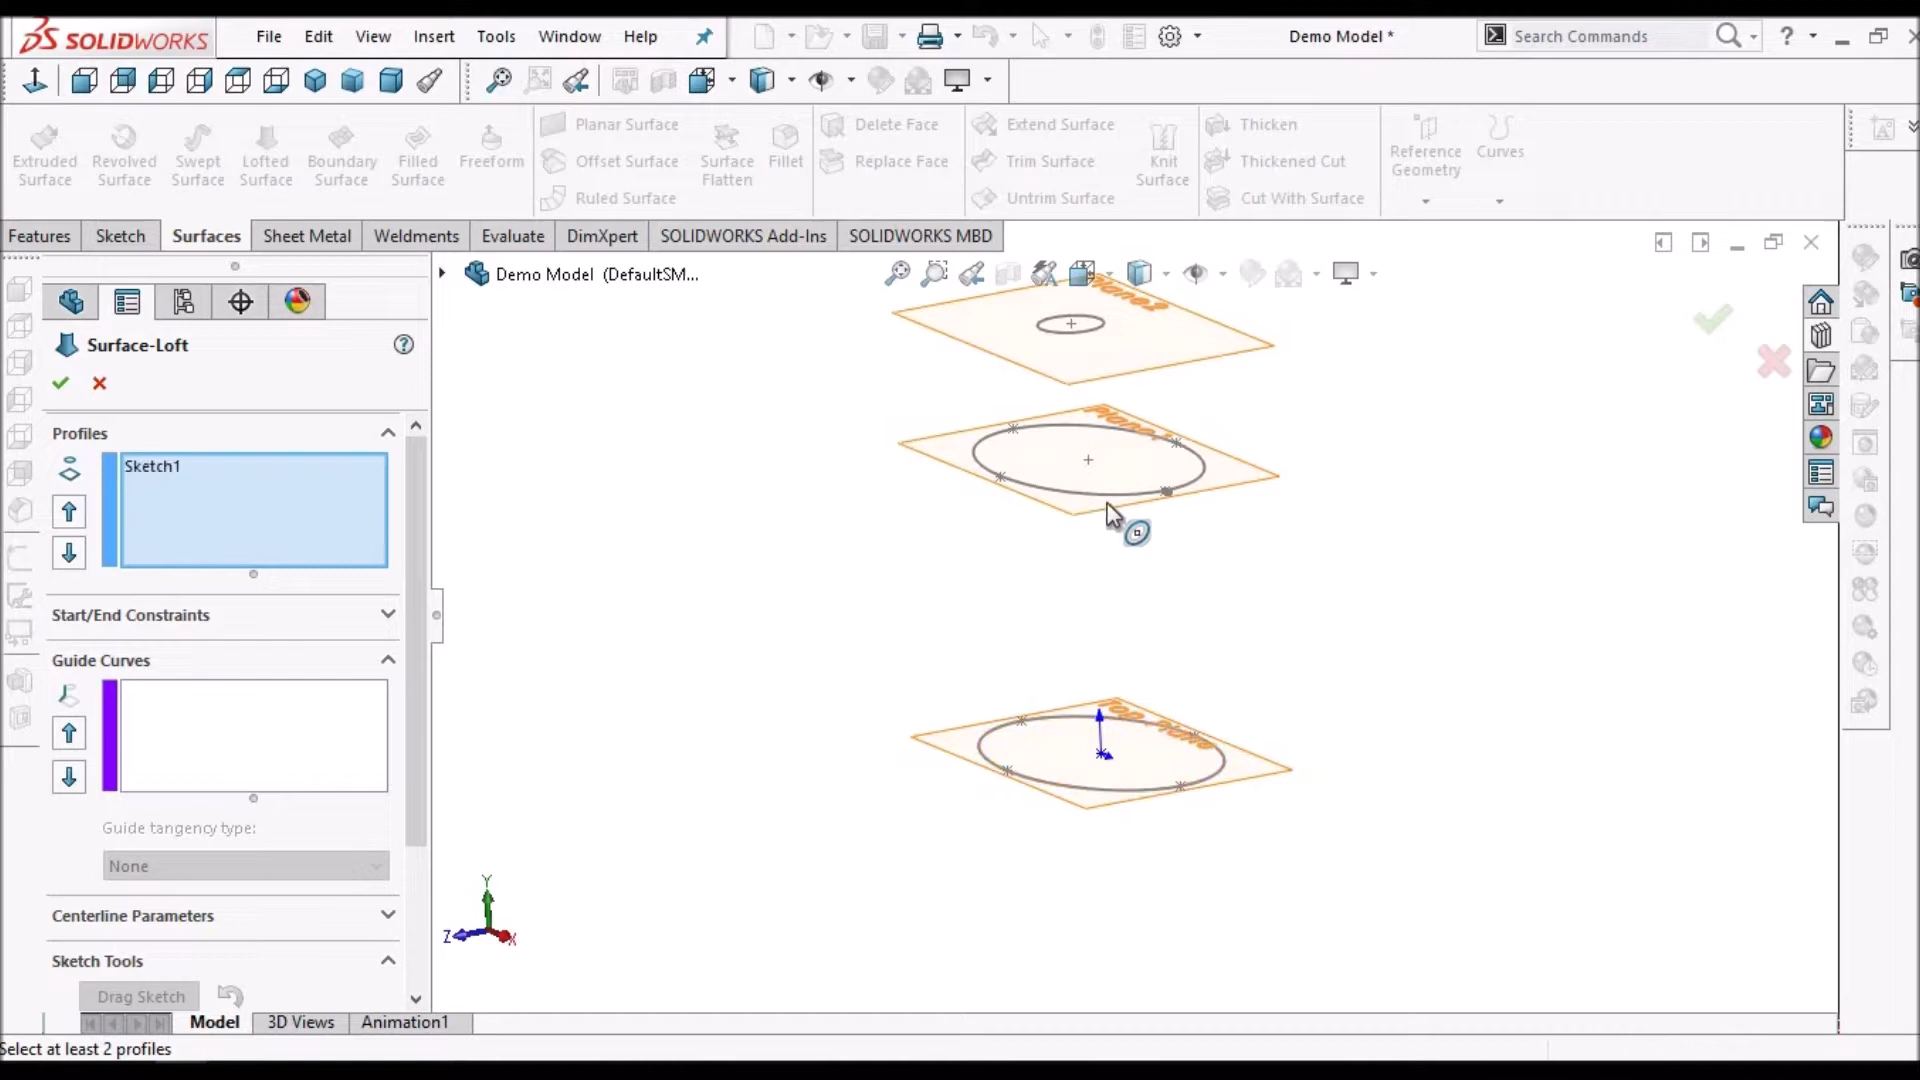 SOLIDWORKS File Edit View Insert Tools Window Help Demo Model * Search Commands ?
Extruded Surface
Revolved Surface
Swept Surface
Lofted Surface
Boundary Surface
Filled Surface
Freeform
Planar Surface
Offset Surface
Ruled Surface
Surface Flatten
Fillet
Delete Face
Replace Face
Extend Surface
Trim Surface
Untrim Surface
Knit Surface
Thicken
Thickened Cut
Cut With Surface
Reference Geometry
Curves
Features Sketch Surfaces Sheet Metal Weldments Evaluate DimXpert SOLIDWORKS Add-Ins SOLIDWORKS MBD
Demo Model (DefaultSM...
Surface-Loft
Profiles
Sketch1
Start/End Constraints
Guide Curves
Guide tangency type:
None
Centerline Parameters
Sketch Tools
Drag Sketch
Plane2
Top Plane
Y
Z
X
Model 3D Views Animation1
Select at least 2 profiles